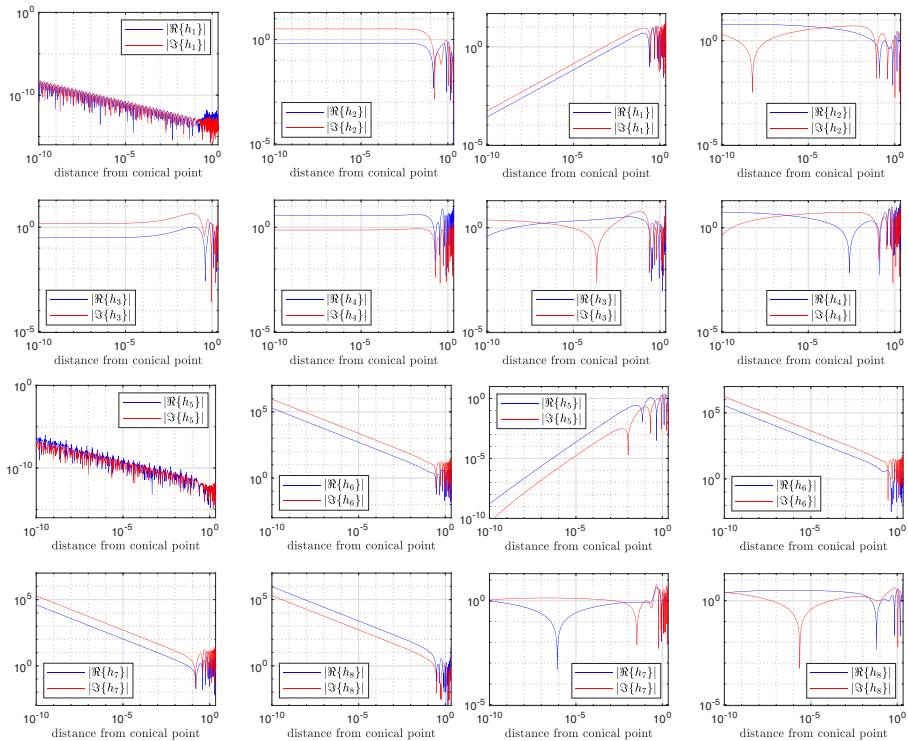 10^0
|ℜ{h_1}|
|ℑ{h_1}|
10^-10
10^-10 10^-5 10^0
distance from conical point
10^0
|ℜ{h_2}|
|ℑ{h_2}|
10^-5
10^-10 10^-5 10^0
distance from conical point
10^0
|ℜ{h_1}|
|ℑ{h_1}|
10^-5
10^-10 10^-5 10^0
distance from conical point
10^0
|ℜ{h_2}|
|ℑ{h_2}|
10^-5
10^-10 10^-5 10^0
distance from conical point
10^0
|ℜ{h_3}|
|ℑ{h_3}|
10^-5
10^-10 10^-5 10^0
distance from conical point
10^0
|ℜ{h_4}|
|ℑ{h_4}|
10^-5
10^-10 10^-5 10^0
distance from conical point
10^0
|ℜ{h_3}|
|ℑ{h_3}|
10^-5
10^-10 10^-5 10^0
distance from conical point
10^0
|ℜ{h_4}|
|ℑ{h_4}|
10^-5
10^-10 10^-5 10^0
distance from conical point
10^0
|ℜ{h_5}|
|ℑ{h_5}|
10^-10
10^-10 10^-5 10^0
distance from conical point
10^5
10^0
|ℜ{h_6}|
|ℑ{h_6}|
10^-10 10^-5 10^0
distance from conical point
10^0
|ℜ{h_5}|
|ℑ{h_5}|
10^-5
10^-10
10^-10 10^-5 10^0
distance from conical point
10^5
10^0
|ℜ{h_6}|
|ℑ{h_6}|
10^-10 10^-5 10^0
distance from conical point
10^5
10^0
|ℜ{h_7}|
|ℑ{h_7}|
10^-10 10^-5 10^0
distance from conical point
10^5
10^0
|ℜ{h_8}|
|ℑ{h_8}|
10^-10 10^-5 10^0
distance from conical point
10^0
|ℜ{h_7}|
|ℑ{h_7}|
10^-5
10^-10 10^-5 10^0
distance from conical point
10^0
|ℜ{h_8}|
|ℑ{h_8}|
10^-5
10^-10 10^-5 10^0
distance from conical point